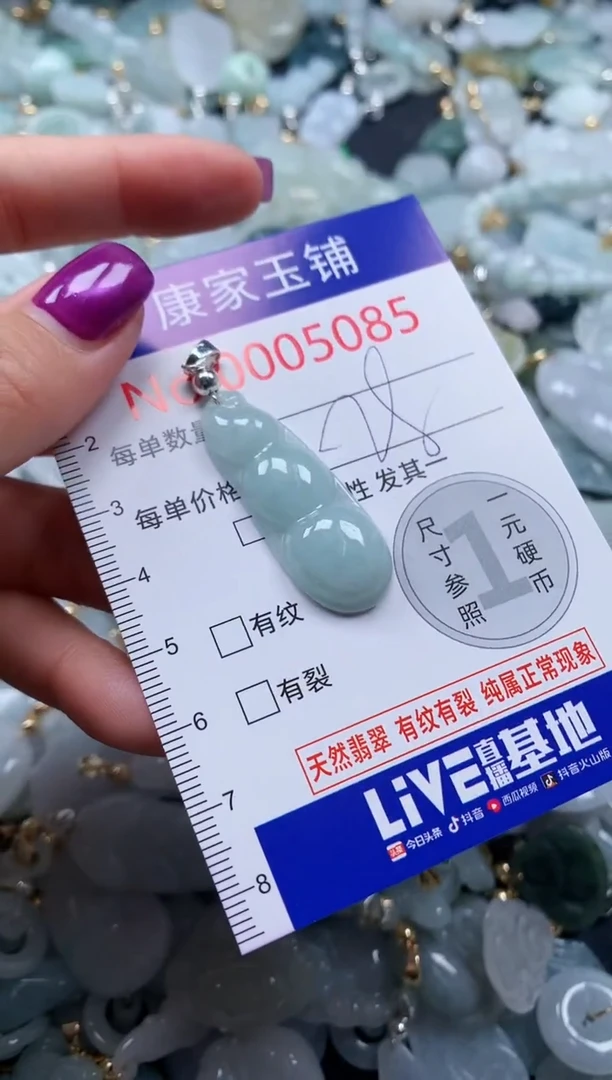 康家玉铺
No0005085
2
每单数量
3
每单价格 性 发其一
4
尺寸参照
1
一元硬币
5
有纹
6
有裂
天然翡翠 有纹有裂 纯属正常现象
7
LiVE直播基地
今日头条 抖音 西瓜视频 抖音火山版
8